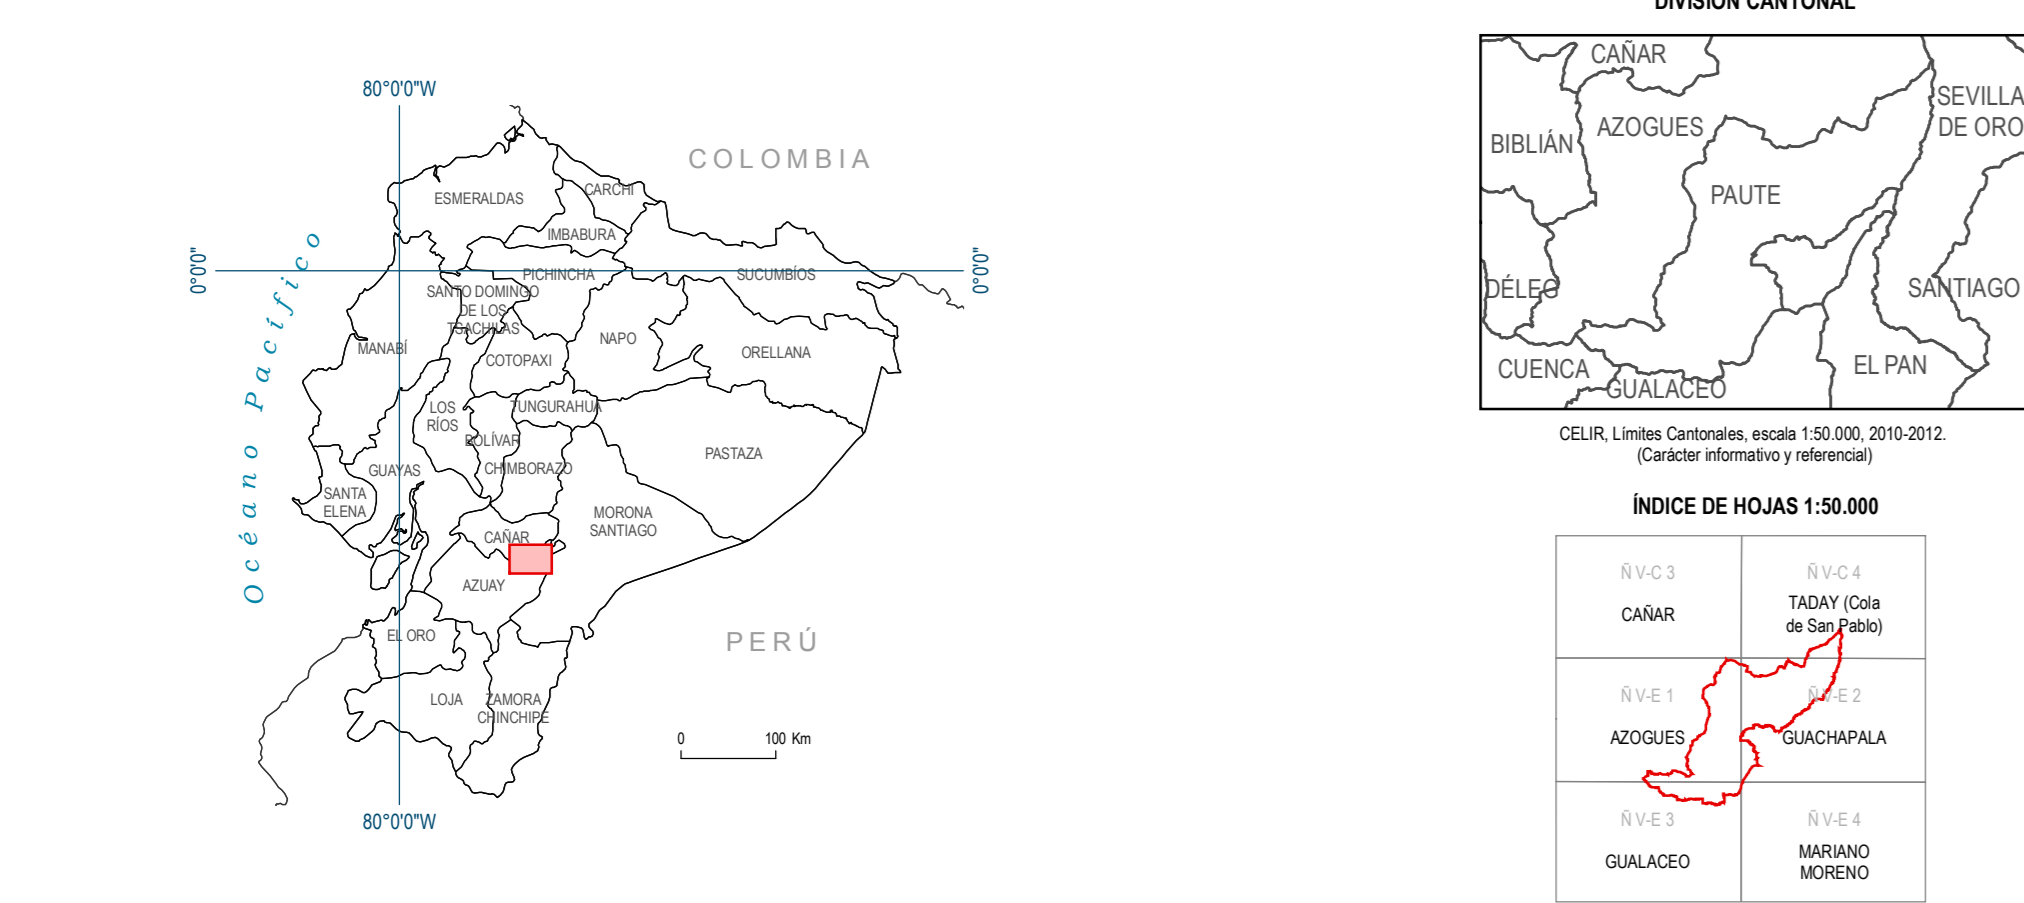 80°0'0"W
COLOMBIA
ESMERALDAS
CARCHI
IMBABURA
0°0'0"
0°0'0"
PICHINCHA
SUCUMBÍOS
SANTO DOMINGO
DE LOS
TSACHILAS
Océano Pacífico
MANABÍ
NAPO
ORELLANA
COTOPAXI
LOS
RÍOS
TUNGURAHUA
BOLÍVAR
PASTAZA
GUAYAS
CHIMBORAZO
SANTA
ELENA
MORONA
SANTIAGO
CAÑAR
AZUAY
EL ORO
PERÚ
LOJA
ZAMORA
CHINCHIPE
0 100 Km
80°0'0"W
DIVISIÓN CANTONAL
CAÑAR
SEVILLA
DE ORO
AZOGUES
BIBLIÁN
PAUTE
DÉLEG
SANTIAGO
CUENCA
GUALACEO
EL PAN
CELIR, Límites Cantonales, escala 1:50.000, 2010-2012.
(Carácter informativo y referencial)
ÍNDICE DE HOJAS 1:50.000
Ñ V-C 3
CAÑAR
Ñ V-C 4
TADAY (Cola
de San Pablo)
Ñ V-E 1
AZOGUES
Ñ V-E 2
GUACHAPALA
Ñ V-E 3
GUALACEO
Ñ V-E 4
MARIANO
MORENO